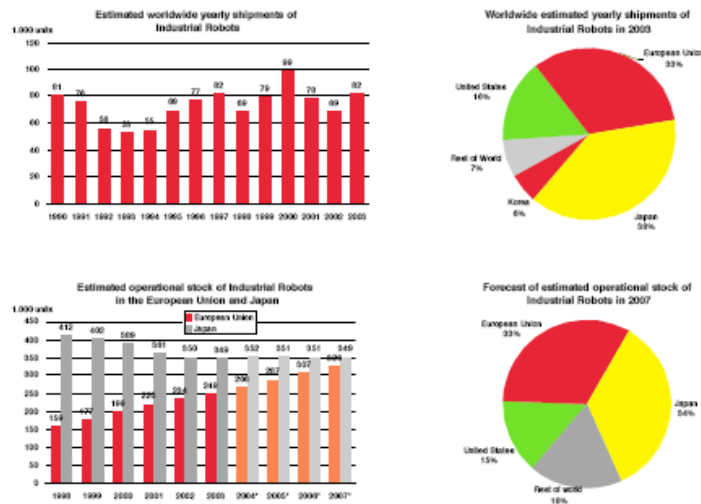 Estimated worldwide yearly shipments of
Industrial Robots
1.000 units
120
100
80
60
40
20
0
81
76
56
55
69
77
82
69
79
99
78
69
82
1990 1991 1992 1993 1994 1995 1996 1997 1998 1999 2000 2001 2002 2003
Worldwide estimated yearly shipments of
Industrial Robots in 2003
European Union
33%
United States
16%
Rest of World
7%
Korea
6%
Japan
Estimated operational stock of Industrial Robots
in the European Union and Japan
1.000 units
European Union
Japan
450
400
350
300
250
200
150
100
50
0
412
402
389
361
350
349
352
351
351
349
159
177
199
234
249
307
1998 1999 2000 2001 2002 2003 2004* 2005* 2006* 2007*
Forecast of estimated operational stock of
Industrial Robots in 2007
European Union
33%
Japan
34%
United States
15%
Rest of world
18%